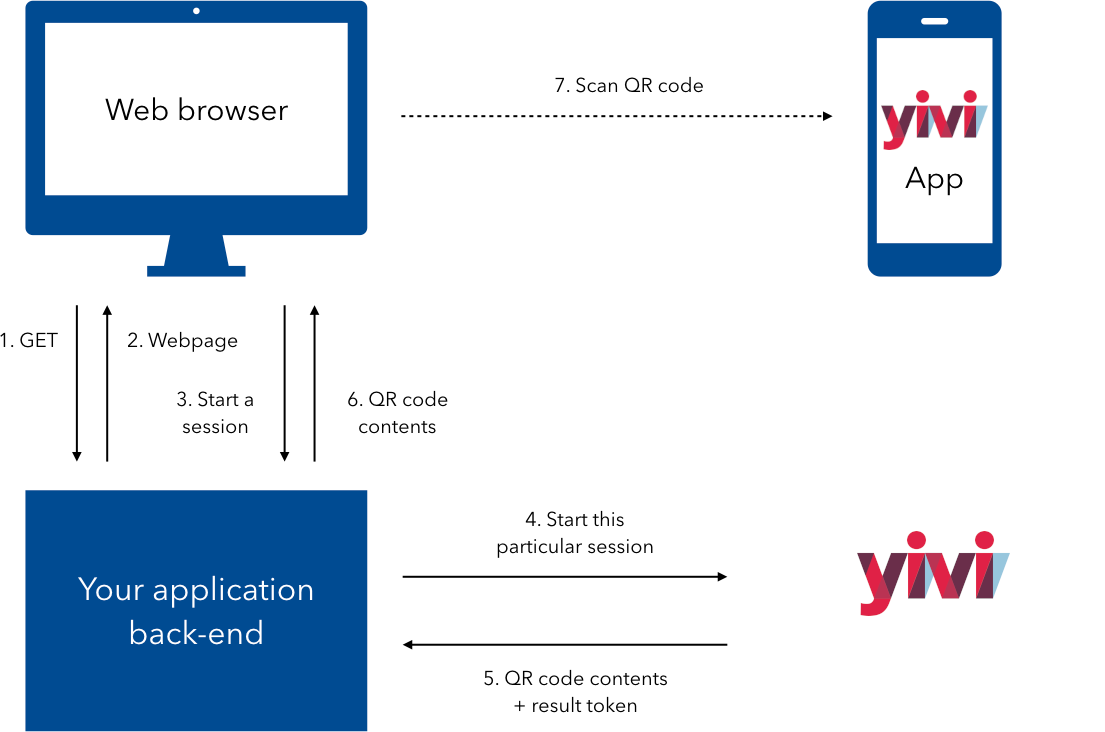 Web browser
7. Scan QR code
yivi
App
1. GET
2. Webpage
3. Start a
session
6. QR code
contents
4. Start this
particular session
Your application
back-end
yivi
5. QR code contents
+ result token